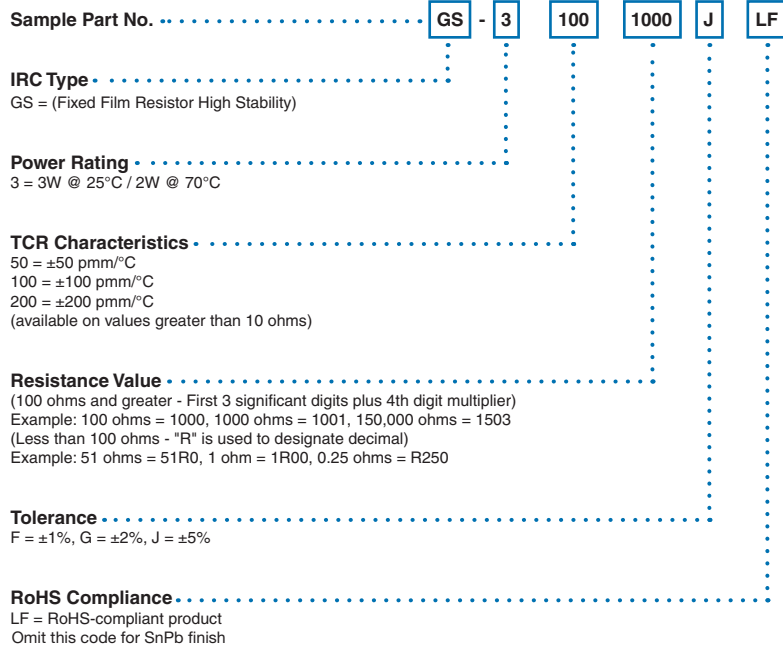 Sample Part No. GS - 3 100 1000 J LF
IRC Type
GS = (Fixed Film Resistor High Stability)
Power Rating
3 = 3W @ 25°C / 2W @ 70°C
TCR Characteristics
50 = ±50 pmm/°C
100 = ±100 pmm/°C
200 = ±200 pmm/°C
(available on values greater than 10 ohms)
Resistance Value
(100 ohms and greater - First 3 significant digits plus 4th digit multiplier)
Example: 100 ohms = 1000, 1000 ohms = 1001, 150,000 ohms = 1503
(Less than 100 ohms - "R" is used to designate decimal)
Example: 51 ohms = 51R0, 1 ohm = 1R00, 0.25 ohms = R250
Tolerance
F = ±1%, G = ±2%, J = ±5%
RoHS Compliance
LF = RoHS-compliant product
Omit this code for SnPb finish